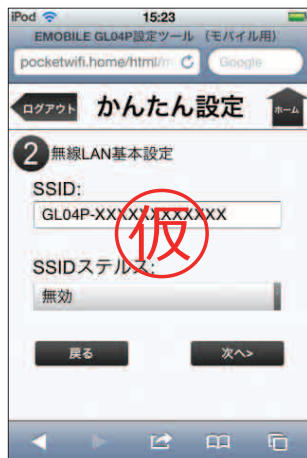 iPod 15:23
EMOBILE GL04P設定ツール （モバイル用）
pocketwifi.home/html/m Google
ログアウト かんたん設定 ホーム
2 無線LAN基本設定
SSID:
GL04P-XXXXXXXXXXXX
仮
SSIDステルス:
無効
戻る 次へ>